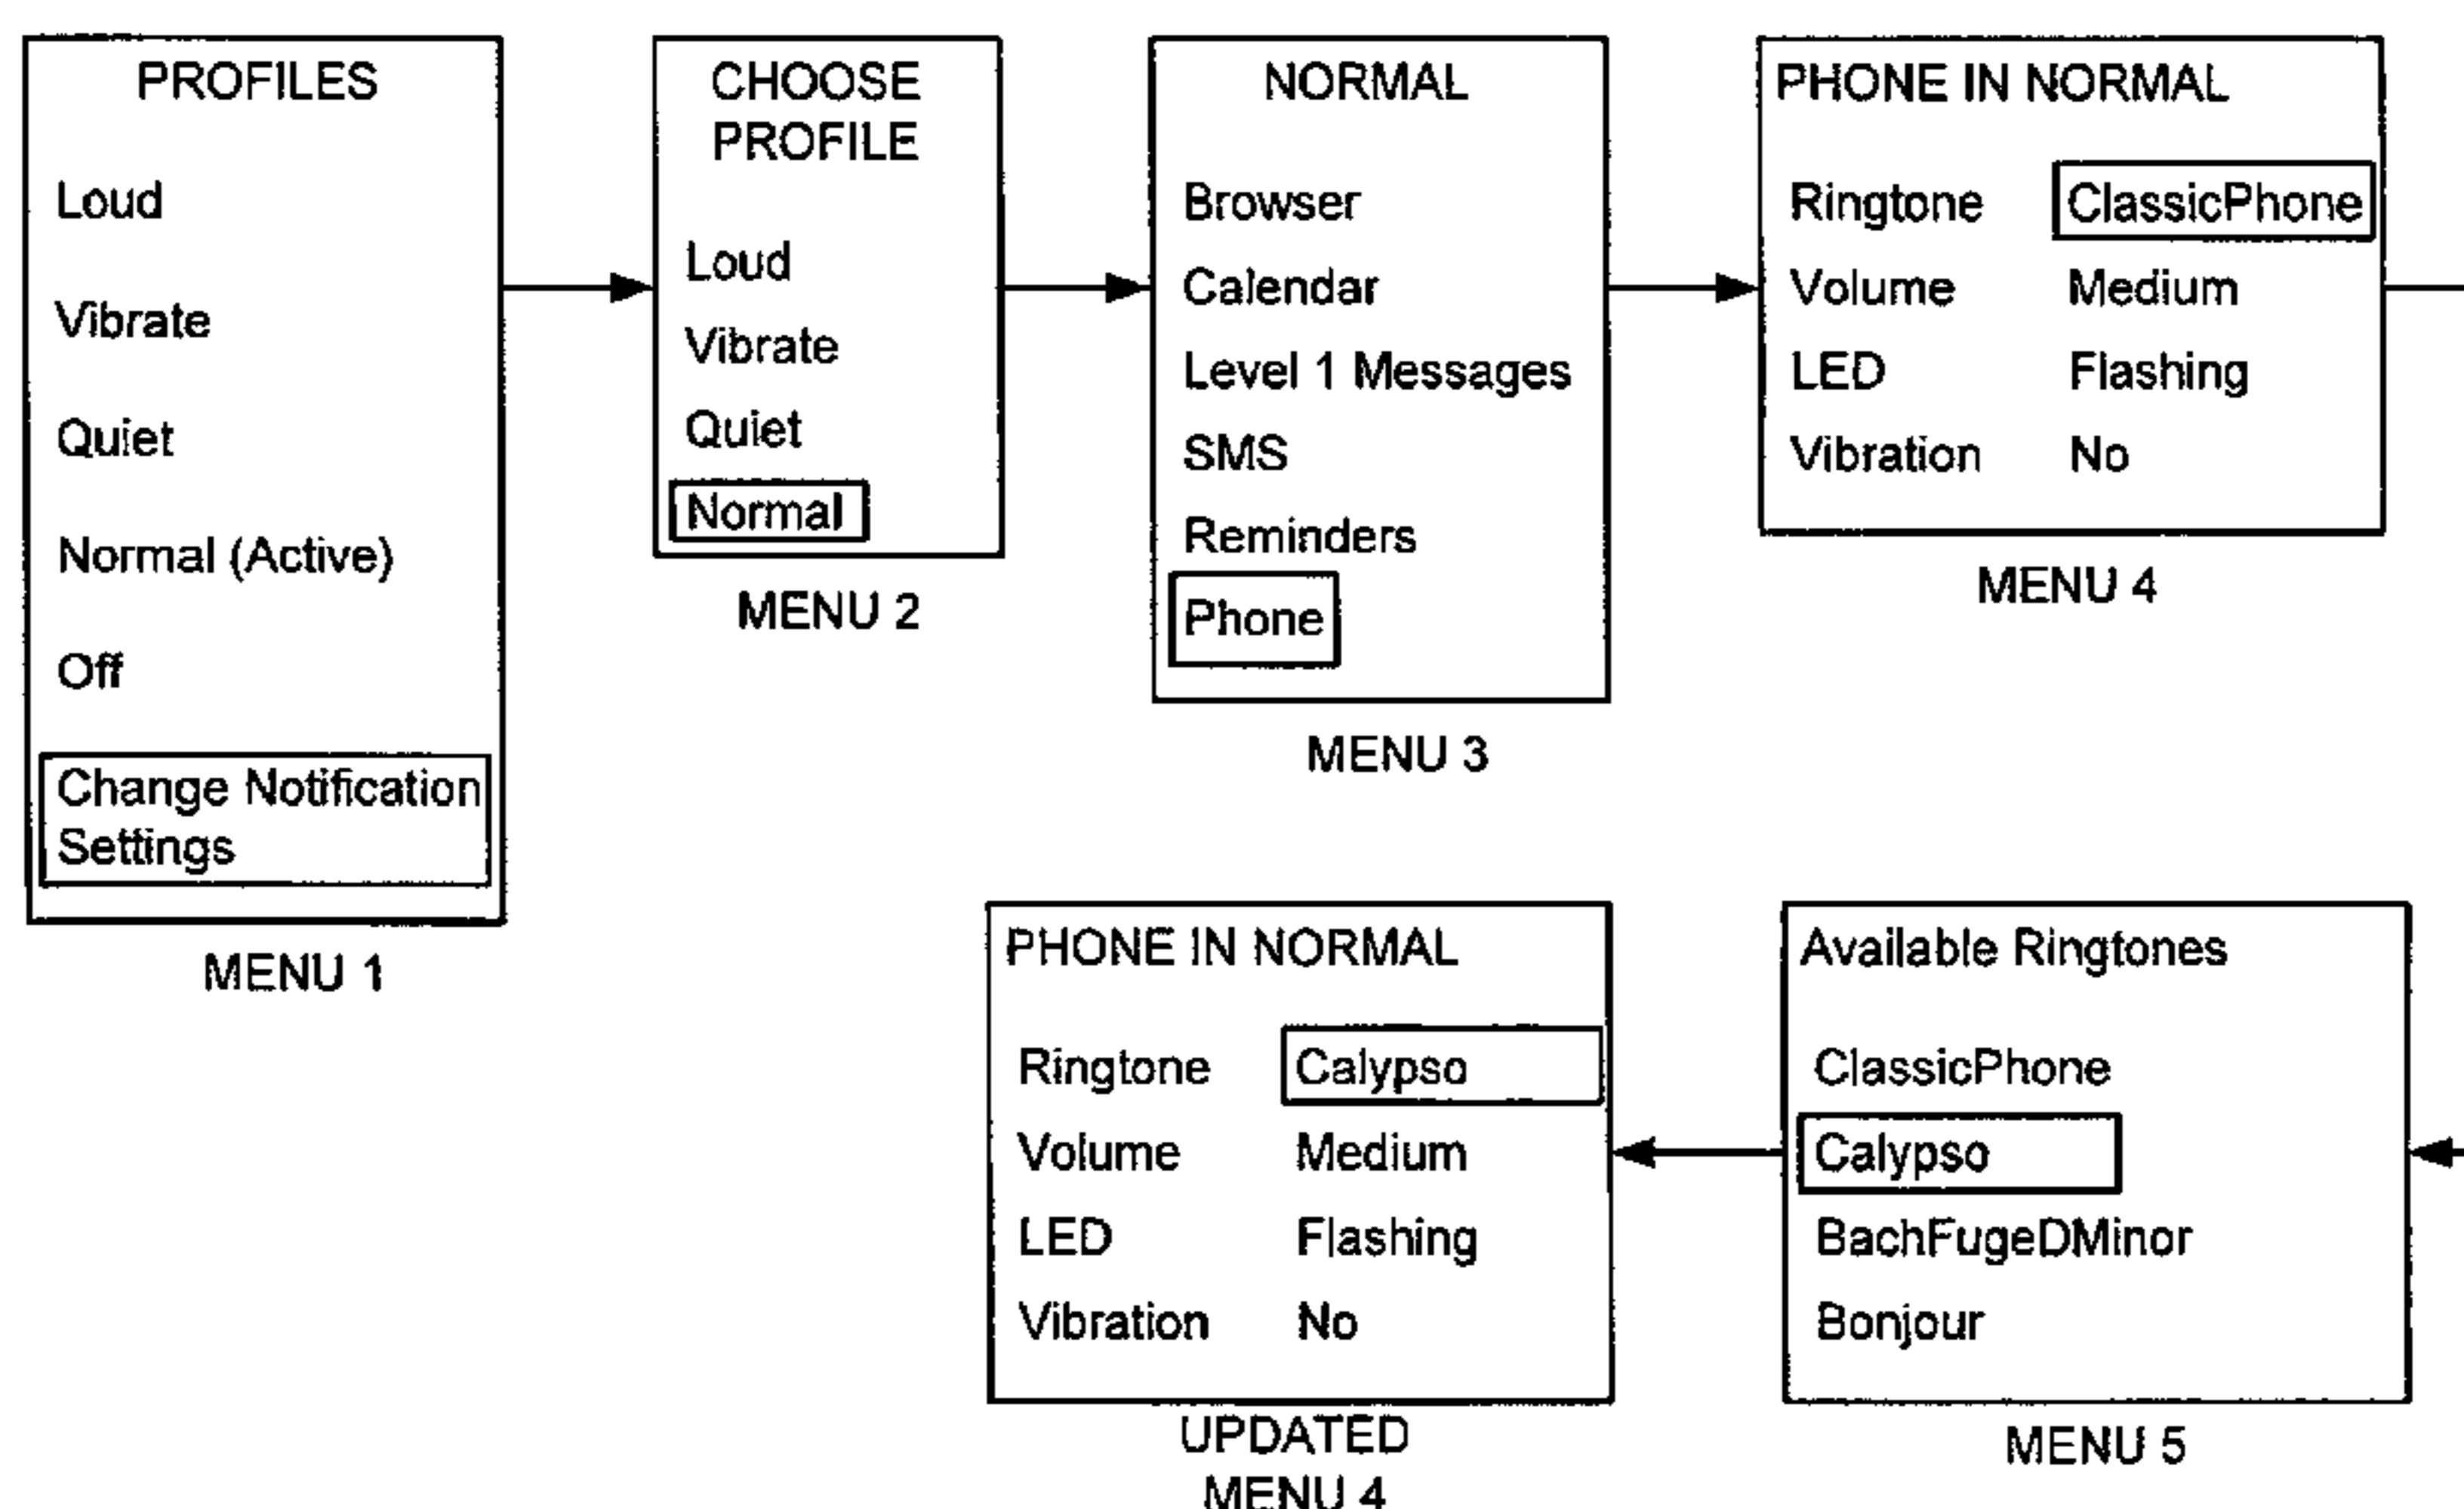 PROFILES
Loud
Vibrate
Quiet
Normal (Active)
Off
Change Notification
Settings
MENU 1
CHOOSE
PROFILE
Loud
Vibrate
Quiet
Normal
MENU 2
NORMAL
Browser
Calendar
Level 1 Messages
SMS
Reminders
Phone
MENU 3
PHONE IN NORMAL
Ringtone ClassicPhone
Volume Medium
LED Flashing
Vibration No
MENU 4
Available Ringtones
ClassicPhone
Calypso
BachFugeDMinor
Bonjour
MENU 5
PHONE IN NORMAL
Ringtone Calypso
Volume Medium
LED Flashing
Vibration No
UPDATED
MENU 4